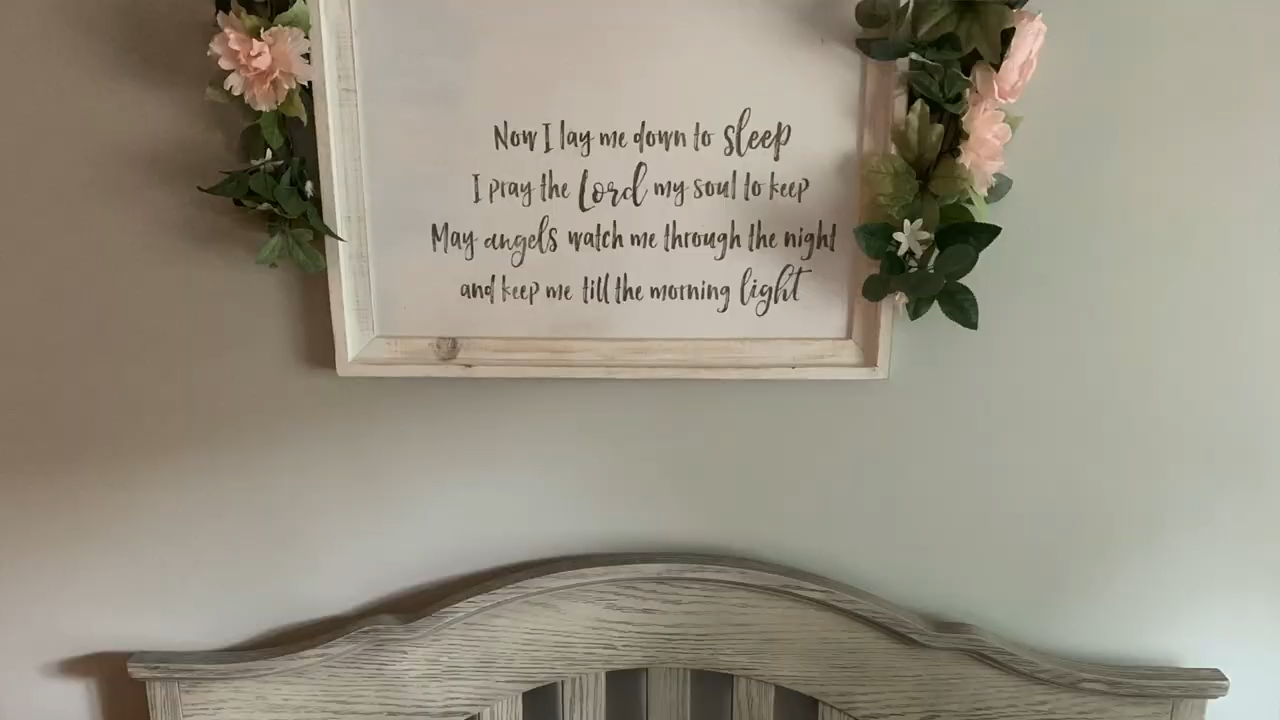 Now I lay me down to sleep
I pray the Lord my soul to keep
May angels watch me through the night
and keep me till the morning light